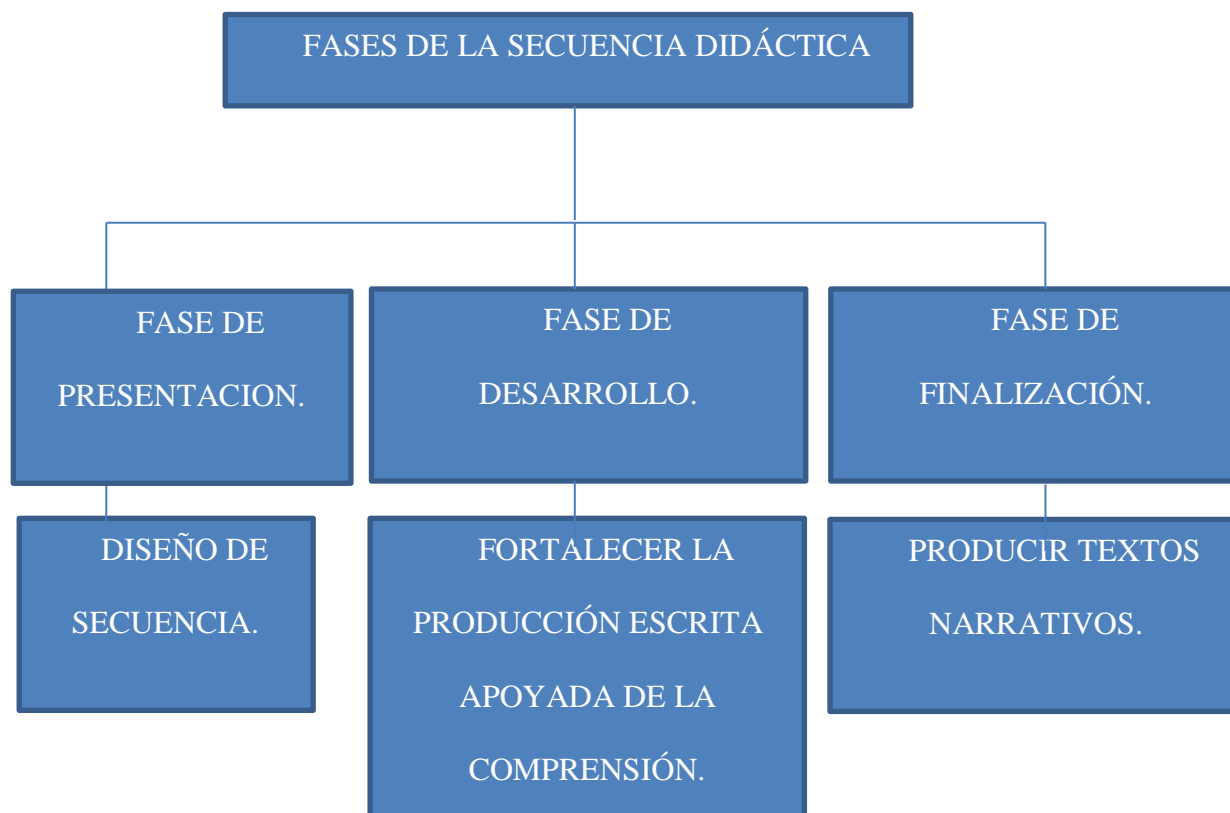 FASES DE LA SECUENCIA DIDÁCTICA
FASE DE
PRESENTACION.
FASE DE
DESARROLLO.
FASE DE
FINALIZACIÓN.
DISEÑO DE
SECUENCIA.
FORTALECER LA
PRODUCCIÓN ESCRITA
APOYADA DE LA
COMPRENSIÓN.
PRODUCIR TEXTOS
NARRATIVOS.